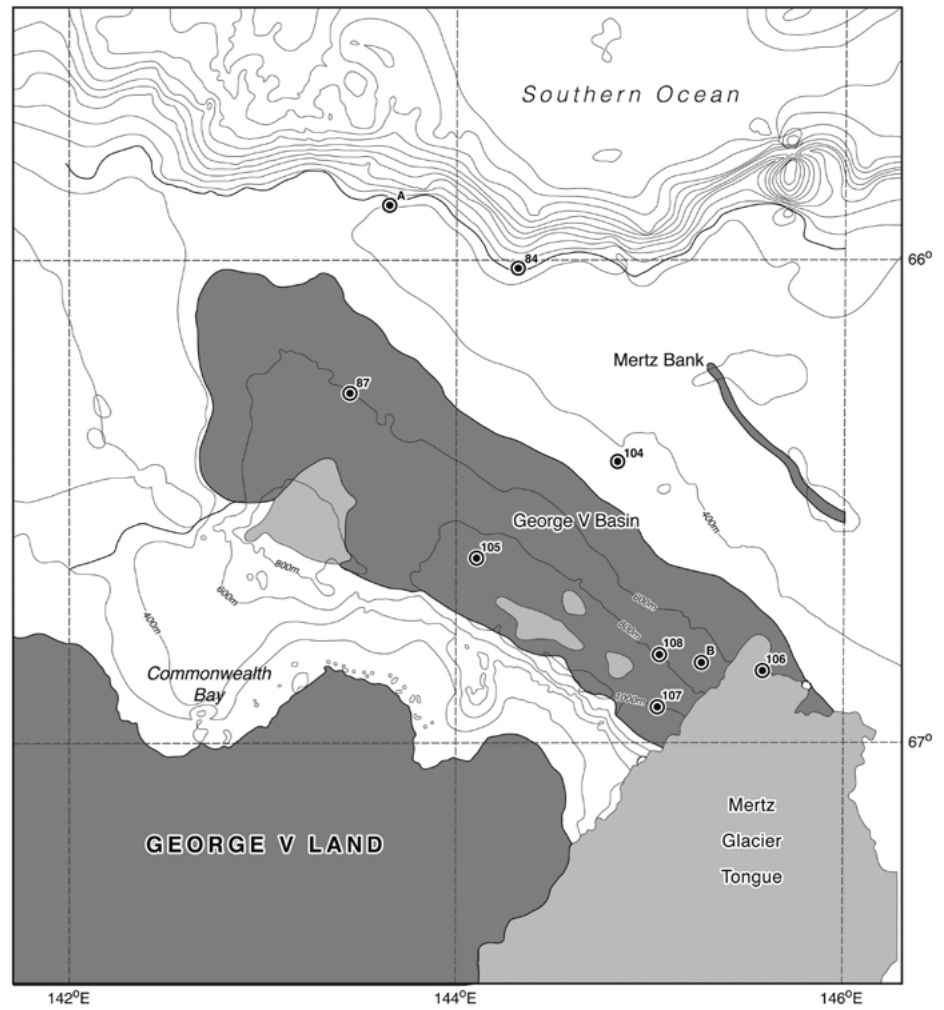 Southern Ocean
A
84
66°
Mertz Bank
87
104
George V Basin
400m
105
800m
600m
600m
400m
800m
108
B
106
Commonwealth
Bay
1000m
107
67°
Mertz
Glacier
Tongue
GEORGE V LAND
142°E
144°E
146°E